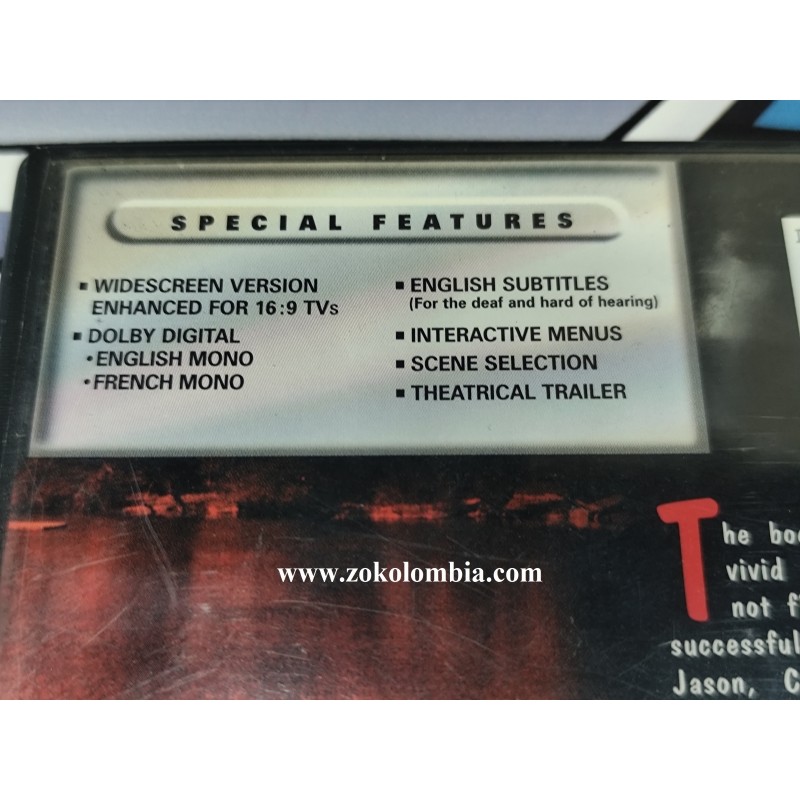 SPECIAL FEATURES
▪ WIDESCREEN VERSION
ENHANCED FOR 16:9 TVs
▪ DOLBY DIGITAL
• ENGLISH MONO
• FRENCH MONO
▪ ENGLISH SUBTITLES
(For the deaf and hard of hearing)
▪ INTERACTIVE MENUS
▪ SCENE SELECTION
▪ THEATRICAL TRAILER
www.zokolombia.com
The
vivid
not
successful
Jason,